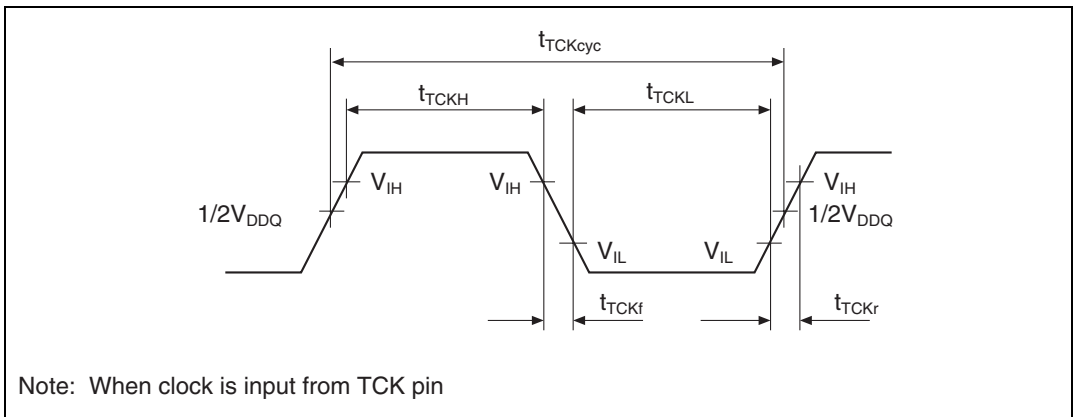 tTCKcyc
tTCKH
tTCKL
VIH
VIH
VIH
1/2VDDQ
1/2VDDQ
VIL
VIL
tTCKf
tTCKr
Note: When clock is input from TCK pin